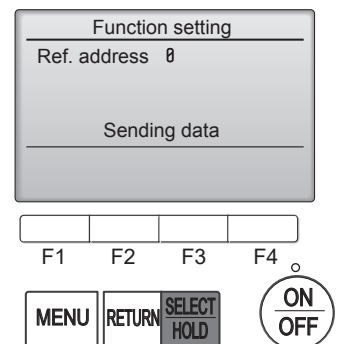 Function setting
Ref. address 0
Sending data
F1 F2 F3 F4
MENU RETURN SELECT HOLD ON OFF